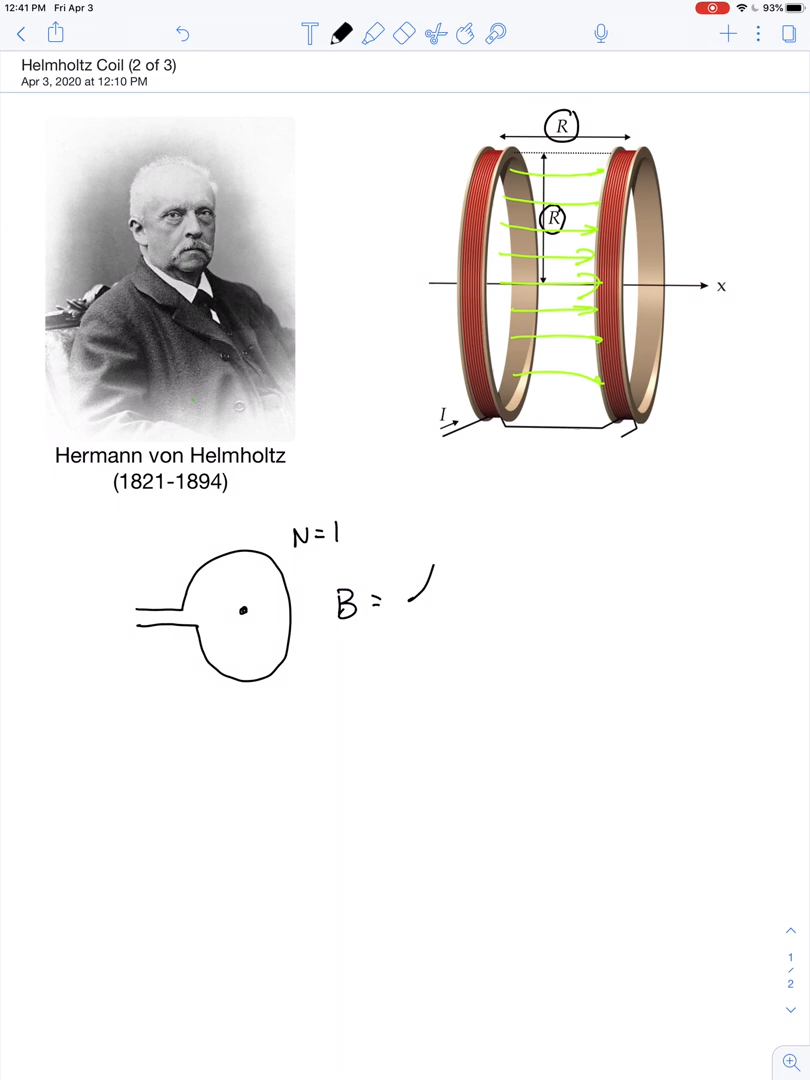 12:41 PM Fri Apr 3
93%
T
Helmholtz Coil (2 of 3)
Apr 3, 2020 at 12:10 PM
R
R
x
I
Hermann von Helmholtz
(1821-1894)
N=1
B =
1
/
2